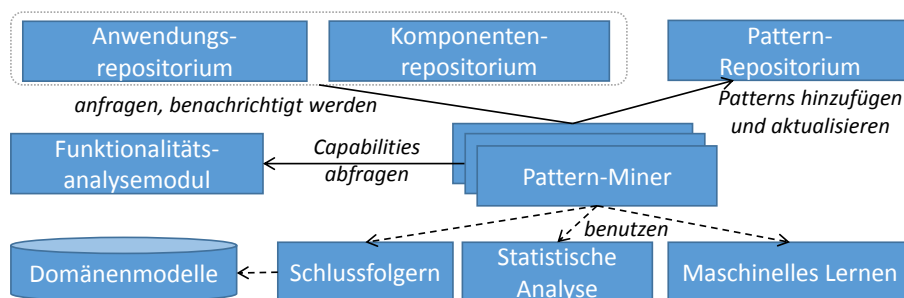 Anwendungs-
repositorium
Komponenten-
repositorium
Pattern-
Repositorium
anfragen, benachrichtigt werden
Patterns hinzufügen
und aktualisieren
Funktionalitäts-
analysemodul
Capabilities
abfragen
Pattern-Miner
benutzen
Domänenmodelle
Schlussfolgern
Statistische
Analyse
Maschinelles Lernen